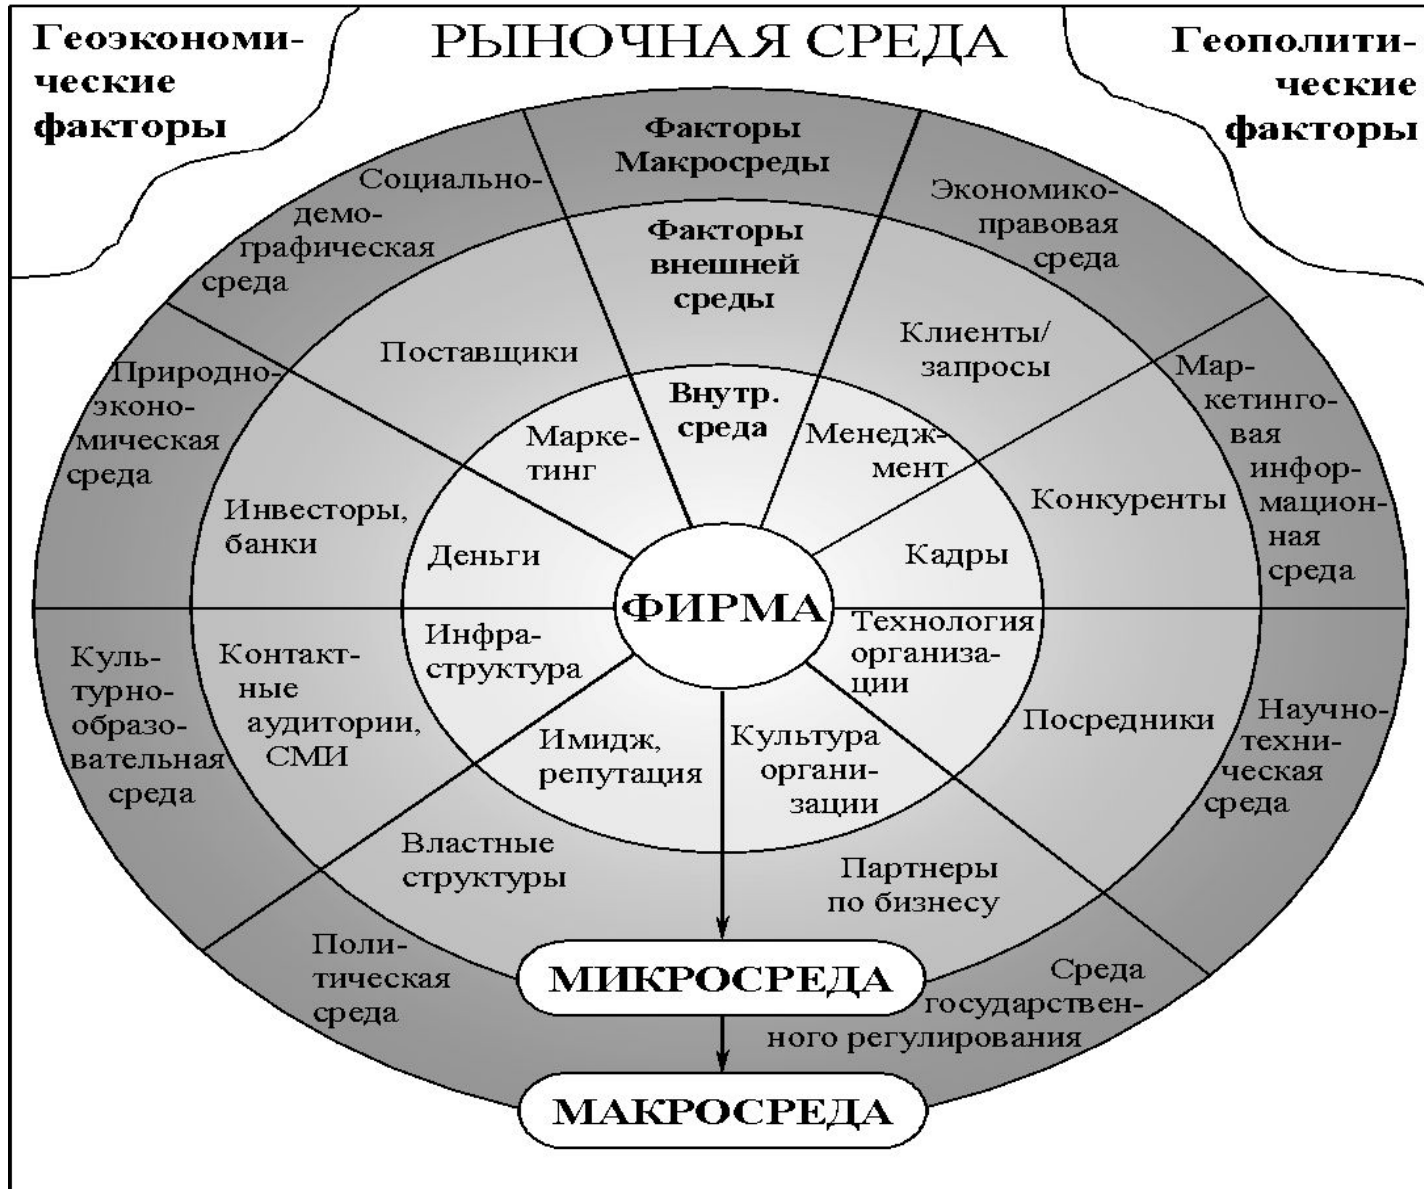 Геоэкономи-
ческие
факторы
РЫНОЧНАЯ СРЕДА
Геополити-
ческие
факторы
Факторы
Макросреды
Социально-
демо-
графическая
среда
Экономико-
правовая
среда
Факторы
внешней
среды
Поставщики
Клиенты/
запросы
Природно-
эконо-
мическая
среда
Мар-
кетинго-
вая
инфор-
мацион-
ная
среда
Внутр.
среда
Марке-
тинг
Менедж-
мент
Инвесторы,
банки
Конкуренты
Деньги
Кадры
ФИРМА
Инфра-
структура
Технология
организа-
ции
Куль-
турно-
образо-
вательная
среда
Контакт-
ные
аудитории,
СМИ
Посредники
Научно-
техни-
ческая
среда
Имидж,
репутация
Культура
органи-
зации
Властные
структуры
Партнеры
по бизнесу
Поли-
тическая
среда
МИКРОСРЕДА
Среда
государствен-
ного регулирования
МАКРОСРЕДА